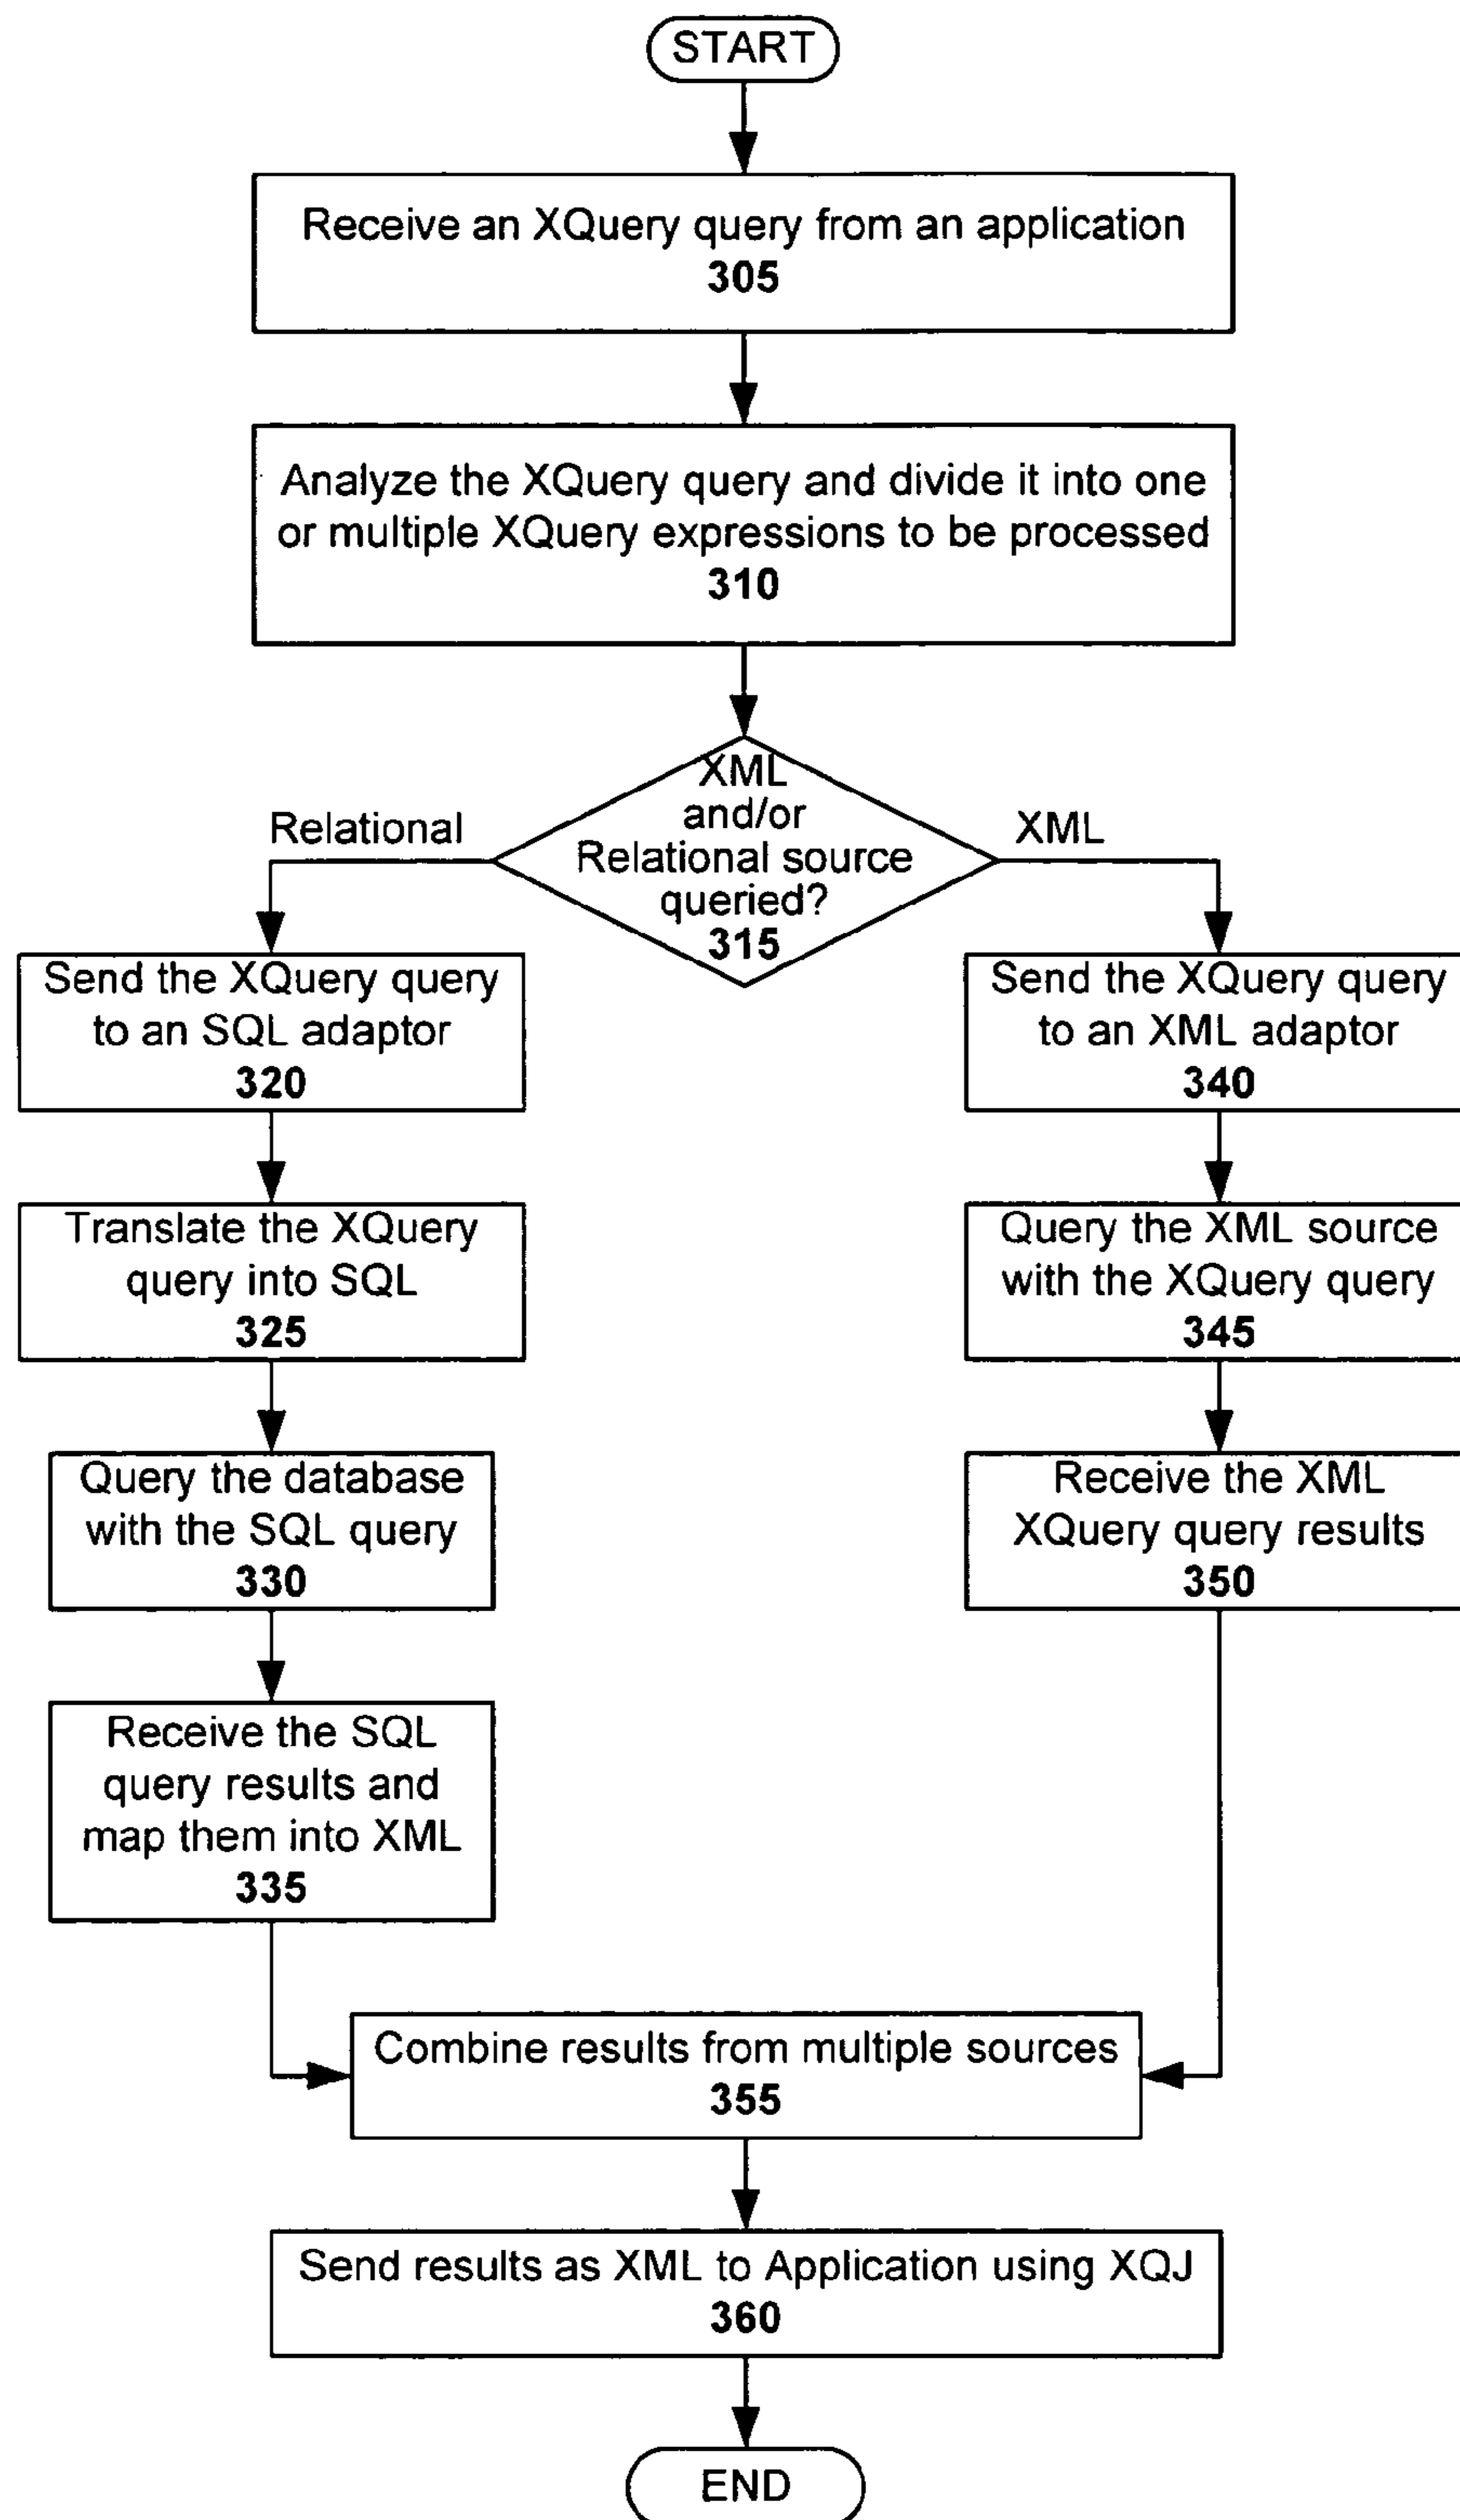 START
Receive an XQuery query from an application
305
Analyze the XQuery query and divide it into one
or multiple XQuery expressions to be processed
310
XML
and/or
Relational source
queried?
315
Relational
XML
Send the XQuery query
to an SQL adaptor
320
Translate the XQuery
query into SQL
325
Query the database
with the SQL query
330
Receive the SQL
query results and
map them into XML
335
Send the XQuery query
to an XML adaptor
340
Query the XML source
with the XQuery query
345
Receive the XML
XQuery query results
350
Combine results from multiple sources
355
Send results as XML to Application using XQJ
360
END